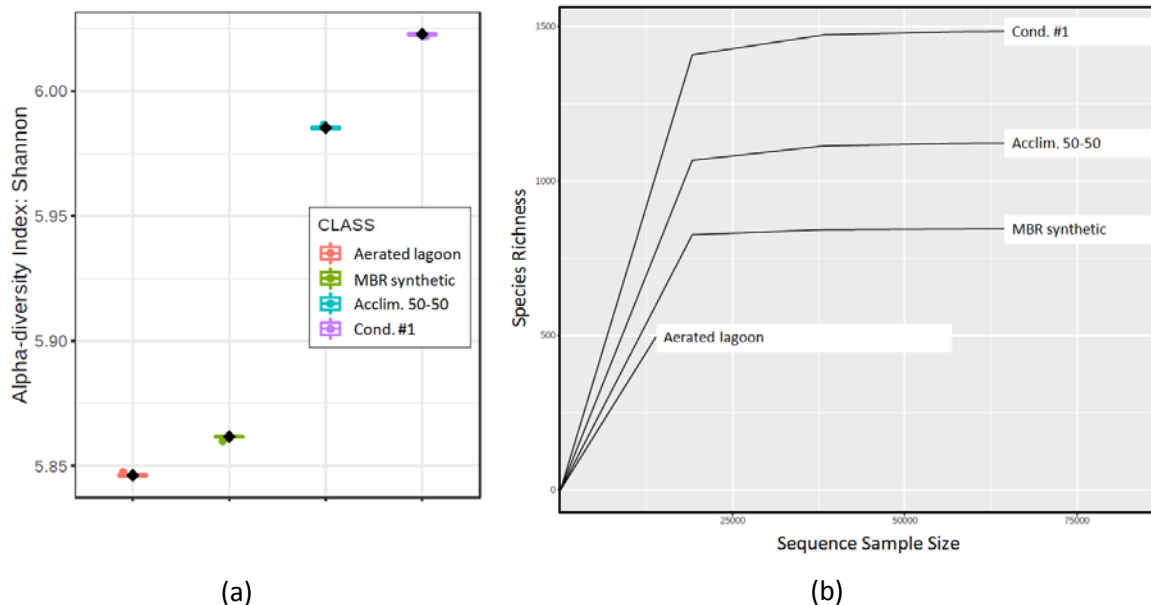 Alpha-diversity Index: Shannon
6.00
5.95
5.90
5.85
CLASS
Aerated lagoon
MBR synthetic
Acclim. 50-50
Cond. #1
(a)
Species Richness
1500
1000
500
0
Cond. #1
Acclim. 50-50
MBR synthetic
Aerated lagoon
25000 50000 75000
Sequence Sample Size
(b)